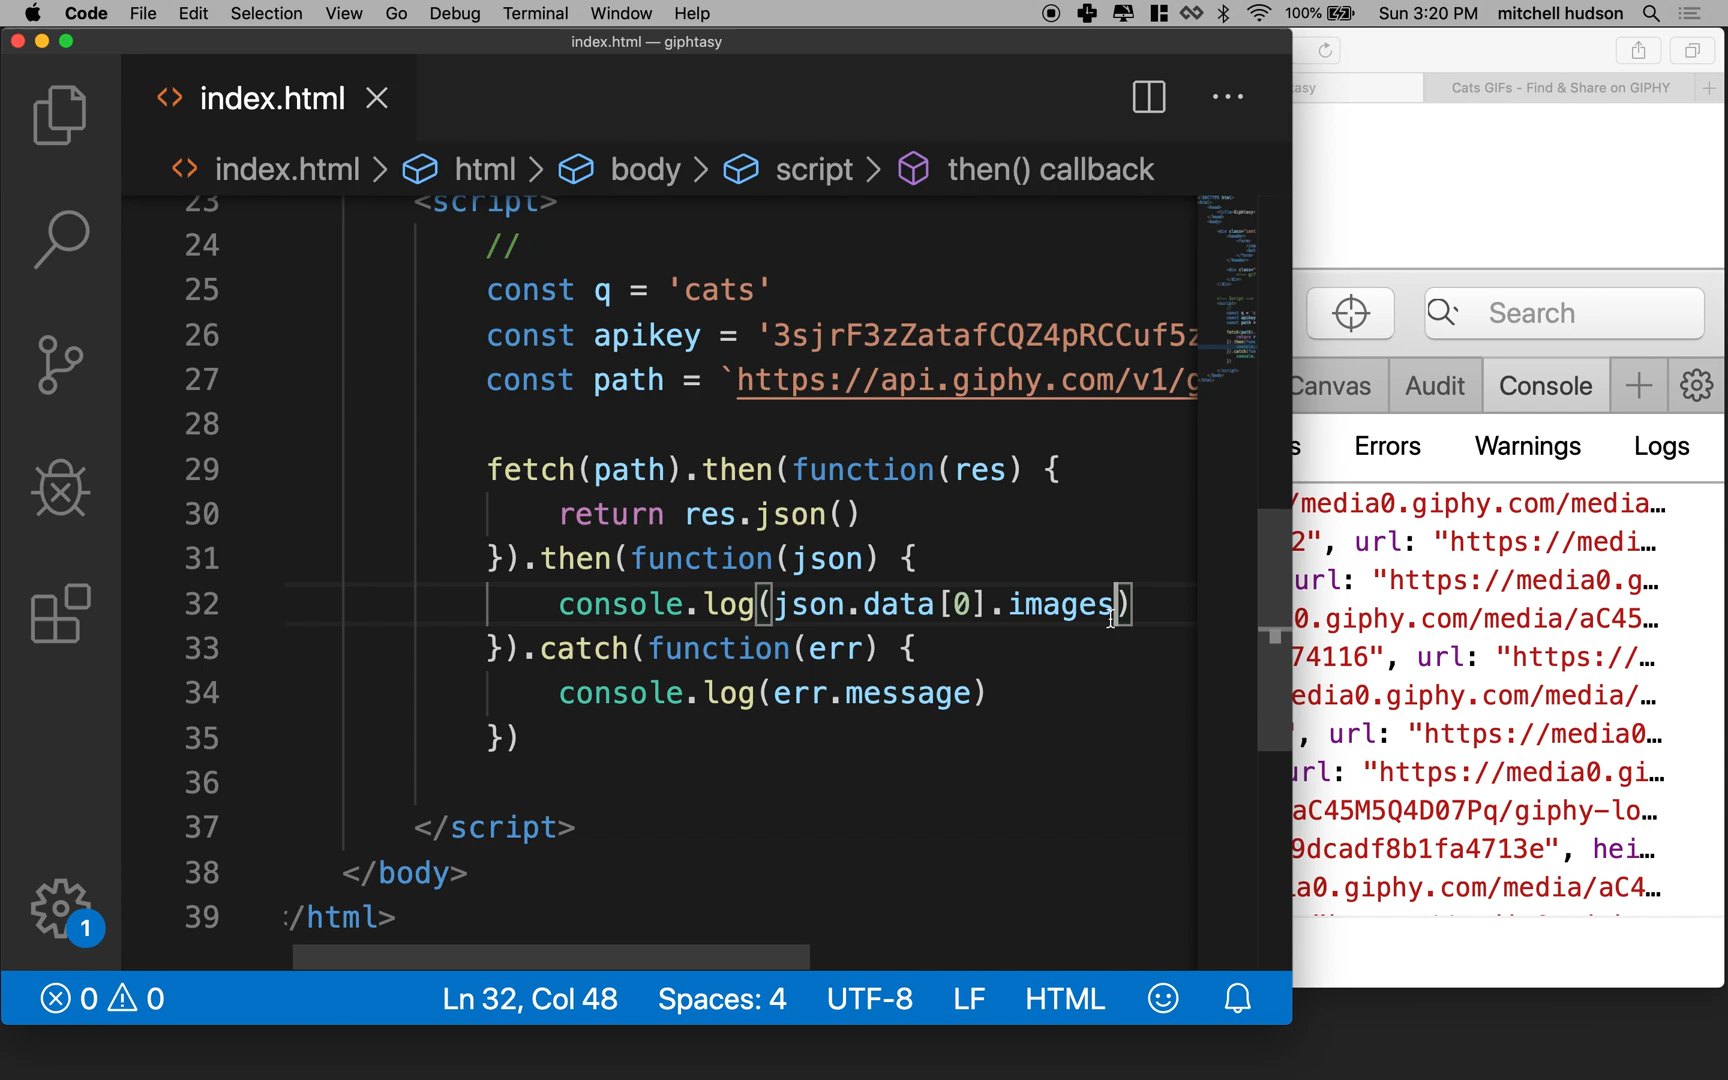 Code File Edit Selection View Go Debug Terminal Window Help 100% Sun 3:20 PM mitchell hudson
index.html — giphtasy
index.html
index.html > html > body > script > then() callback
23 <script>
24 //
25 const q = 'cats'
26 const apikey = '3sjrF3zZatafCQZ4pRCCuf5z
27 const path = `https://api.giphy.com/v1/g
28
29 fetch(path).then(function(res) {
30 return res.json()
31 }).then(function(json) {
32 console.log(json.data[0].images)
33 }).catch(function(err) {
34 console.log(err.message)
35 })
36
37 </script>
38 </body>
39 </html>
1
0 0 Ln 32, Col 48 Spaces: 4 UTF-8 LF HTML
asy Cats GIFs - Find & Share on GIPHY
Search
Canvas Audit Console
s Errors Warnings Logs
/media0.giphy.com/media…
2", url: "https://medi…
url: "https://media0.g…
0.giphy.com/media/aC45…
74116", url: "https://…
edia0.giphy.com/media/…
", url: "https://media0…
url: "https://media0.gi…
aC45M5Q4D07Pq/giphy-lo…
9dcadf8b1fa4713e", hei…
ia0.giphy.com/media/aC4…